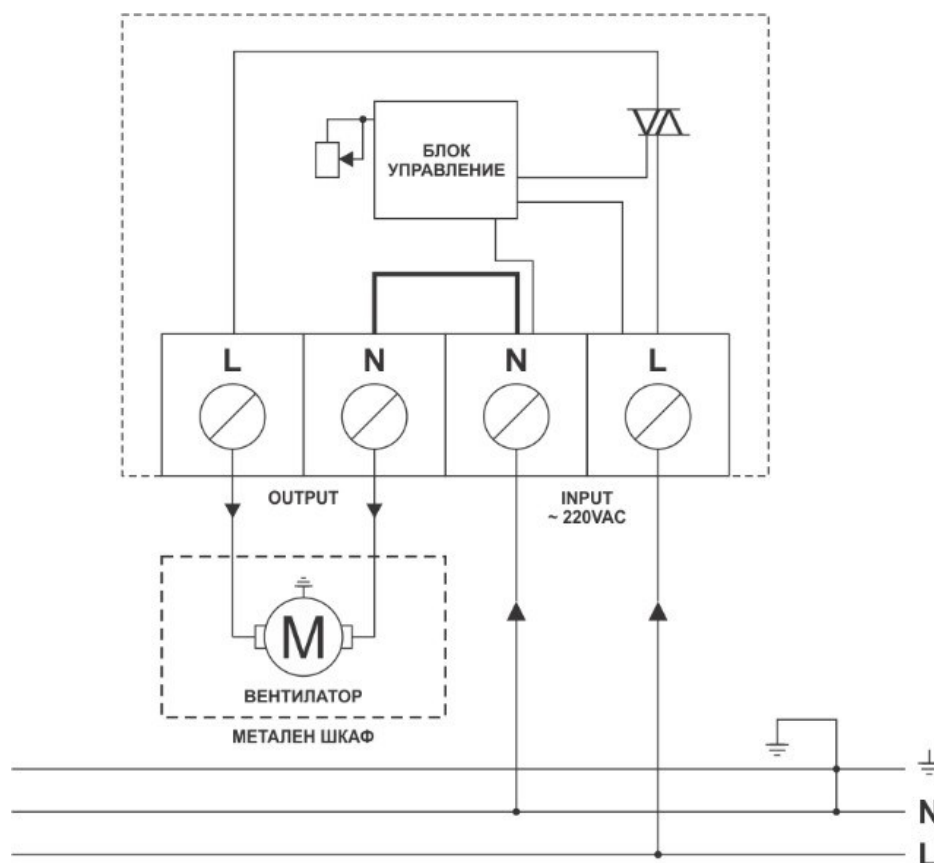 БЛОК
УПРАВЛЕНИЕ
L N N L
OUTPUT
INPUT
~ 220VAC
M
ВЕНТИЛАТОР
МЕТАЛЕН ШКАФ
N
L